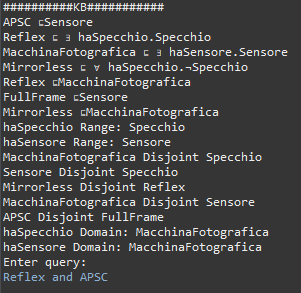 ##########KB###########
APSC ⊑Sensore
Reflex ⊑ ∃ haSpecchio.Specchio
MacchinaFotografica ⊑ ∃ haSensore.Sensore
Mirrorless ⊑ ∀ haSpecchio.¬Specchio
Reflex ⊑MacchinaFotografica
FullFrame ⊑Sensore
Mirrorless ⊑MacchinaFotografica
haSpecchio Range: Specchio
haSensore Range: Sensore
MacchinaFotografica Disjoint Specchio
Sensore Disjoint Specchio
Mirrorless Disjoint Reflex
MacchinaFotografica Disjoint Sensore
APSC Disjoint FullFrame
haSpecchio Domain: MacchinaFotografica
haSensore Domain: MacchinaFotografica
Enter query:
Reflex and APSC